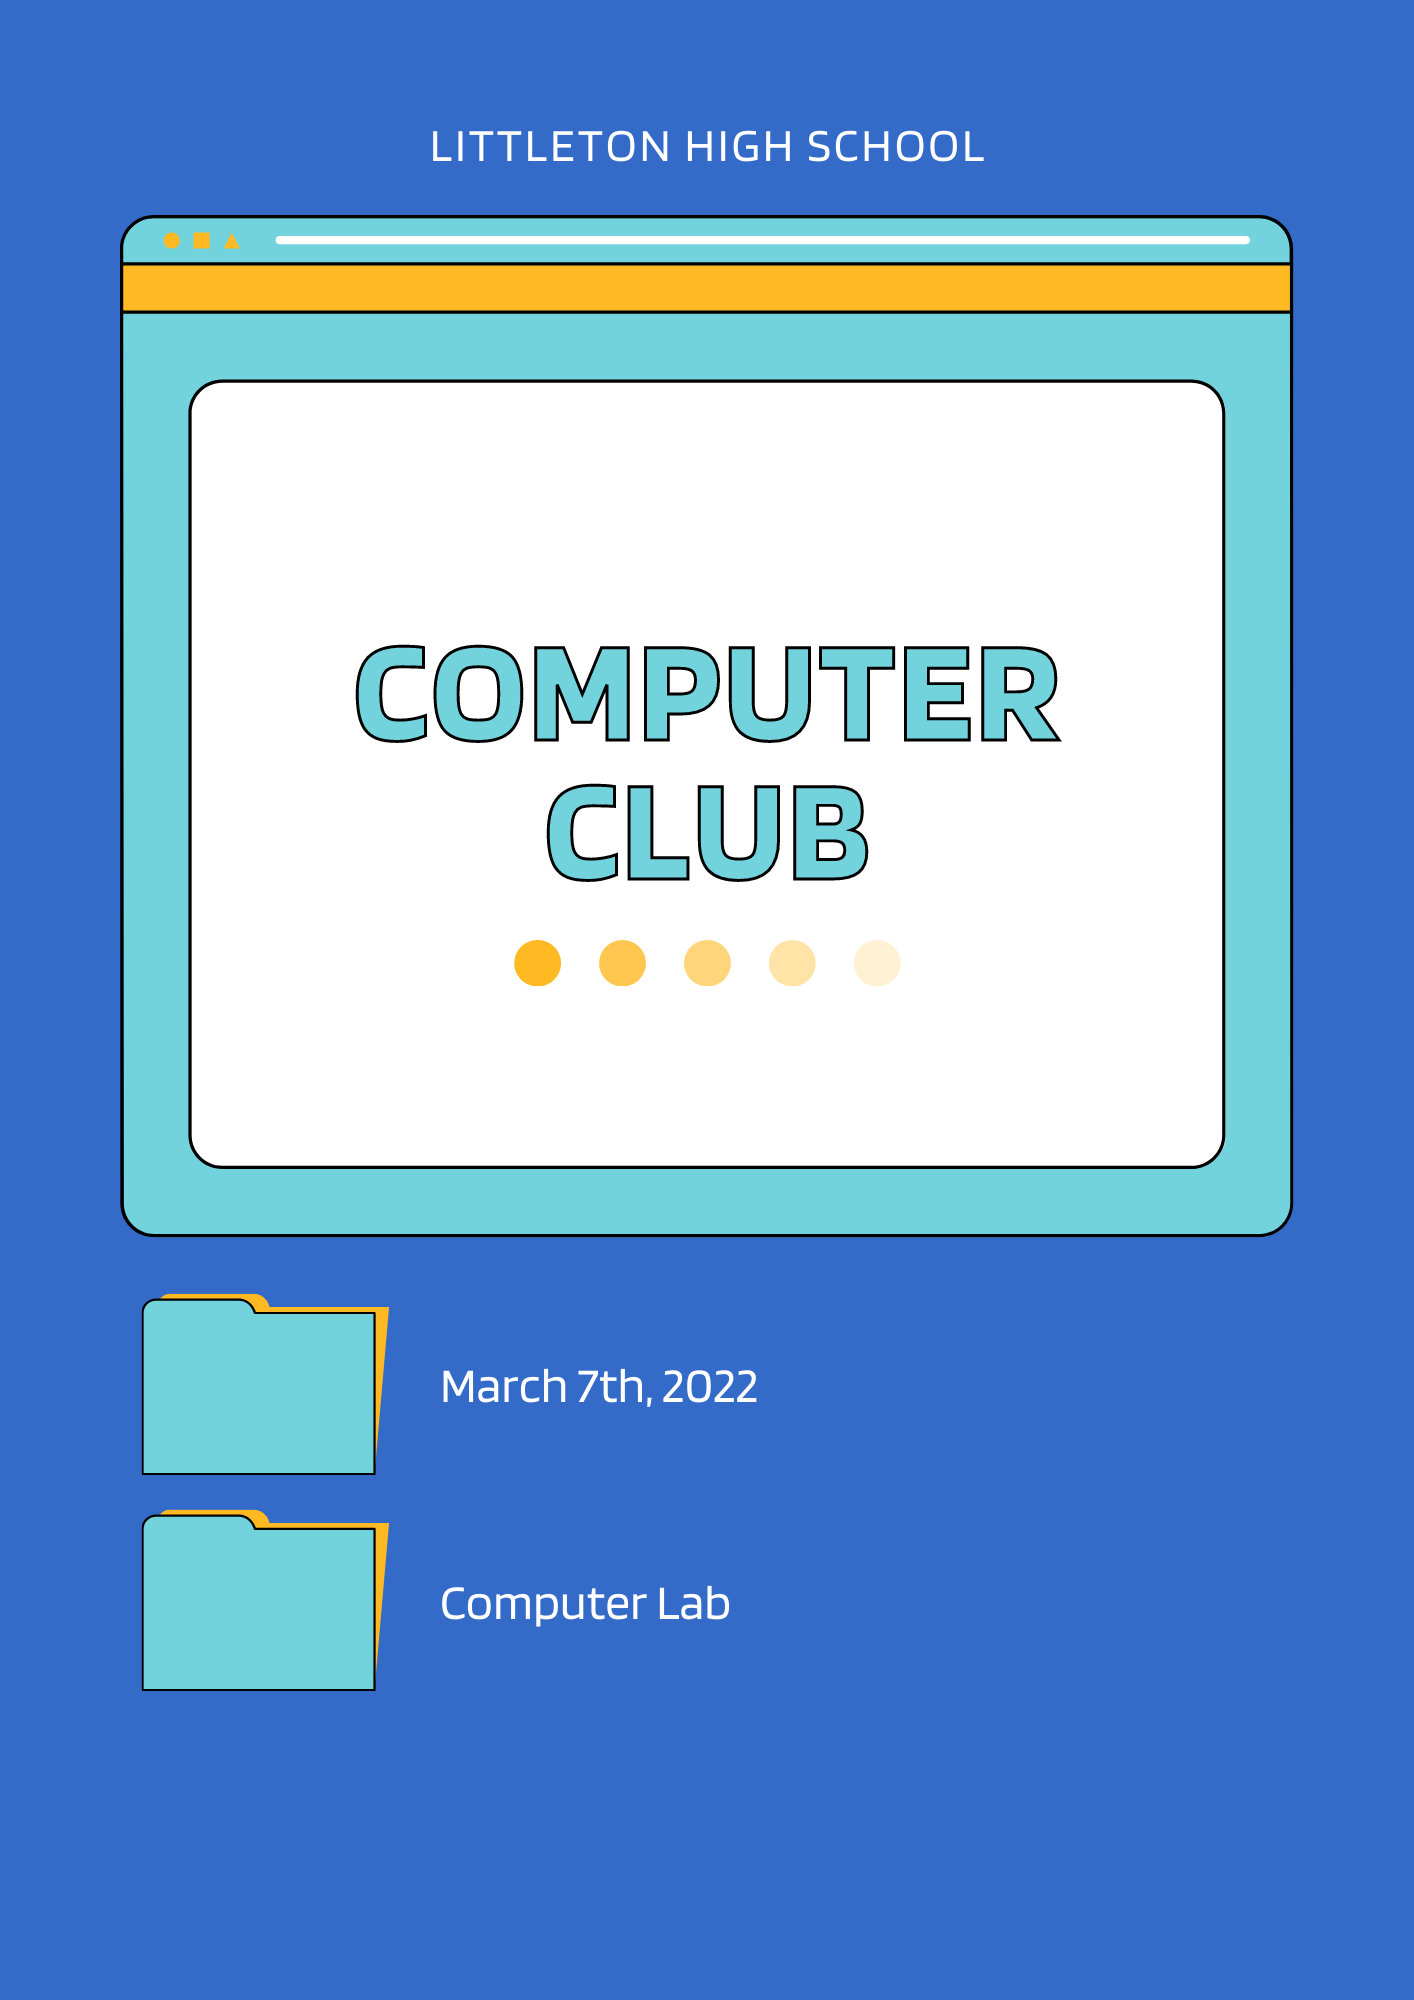 LITTLETON HIGH SCHOOL
COMPUTER
CLUB
March 7th, 2022
Computer Lab